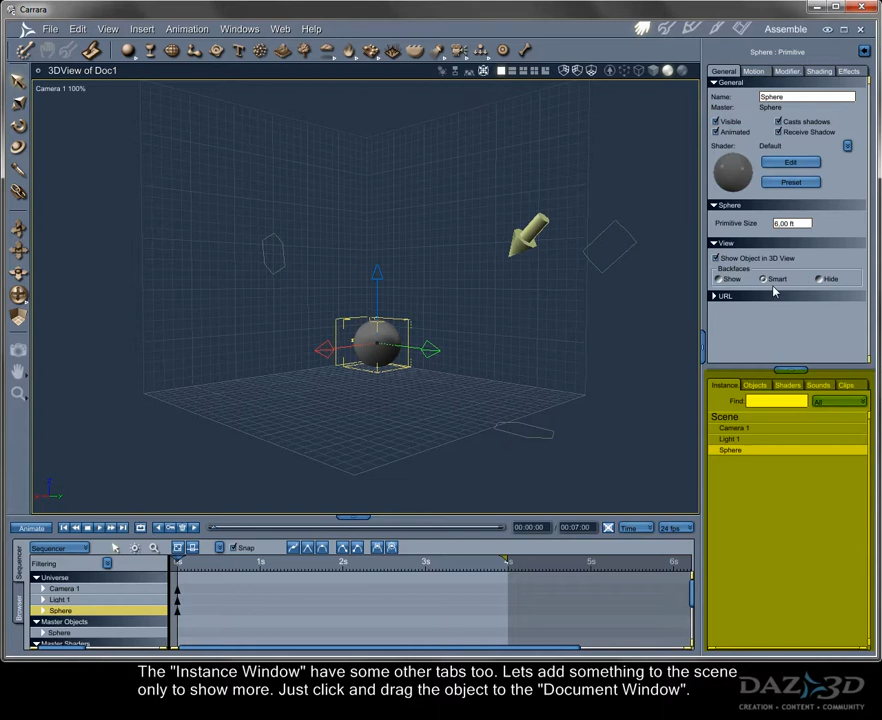 Carrara
File Edit View Insert Animation Windows Web Help
Assemble
3DView of Doc1
Sphere : Primitive
Camera 1 100%
General Motion Modifier Shading Effects
General
Name: Sphere
Master: Sphere
Visible Casts shadows
Animated Receive Shadow
Shader: Default
Edit
Preset
Sphere
Primitive Size 6.00 ft
View
Show Object in 3D View
Backfaces
Show Smart Hide
URL
Instance Objects Shaders Sounds Clips
Find: All
Scene
Camera 1
Light 1
Sphere
Animate 00:00:00 00:07:00 Time 24 fps
Sequencer Snap
Filtering 0s 1s 2s 3s 4s 5s 6s
Universe
Camera 1
Light 1
Sphere
Master Objects
Sphere
Master Shaders
Sequencer
Browser
The "Instance Window" have some other tabs too. Lets add something to the scene
only to show more. Just click and drag the object to the "Document Window".
DAZ 3D
CREATION • CONTENT • COMMUNITY